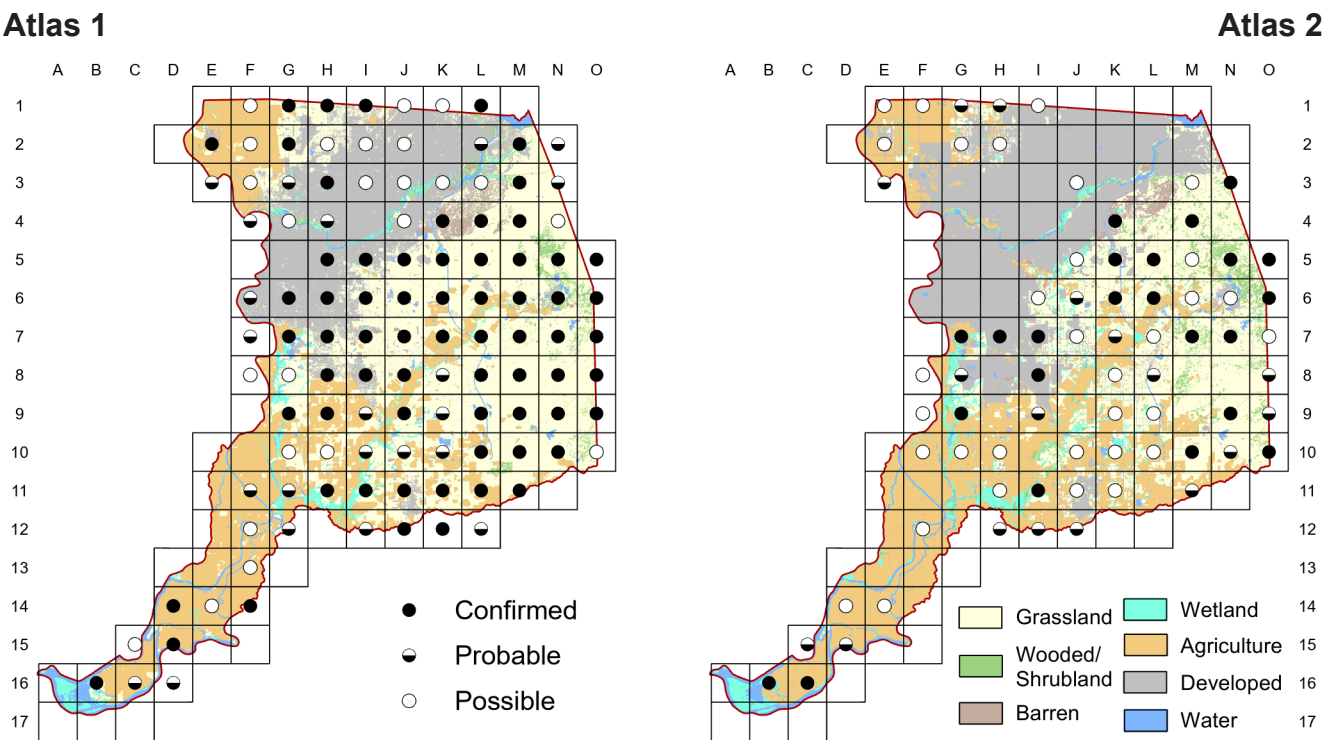 Atlas 1
Atlas 2
A B C D E F G H I J K L M N O
A B C D E F G H I J K L M N O
1
2
3
4
5
6
7
8
9
10
11
12
13
14
15
16
17
1
2
3
4
5
6
7
8
9
10
11
12
13
14
15
16
17
Confirmed
Probable
Possible
Grassland
Wooded/
Shrubland
Barren
Wetland
Agriculture
Developed
Water